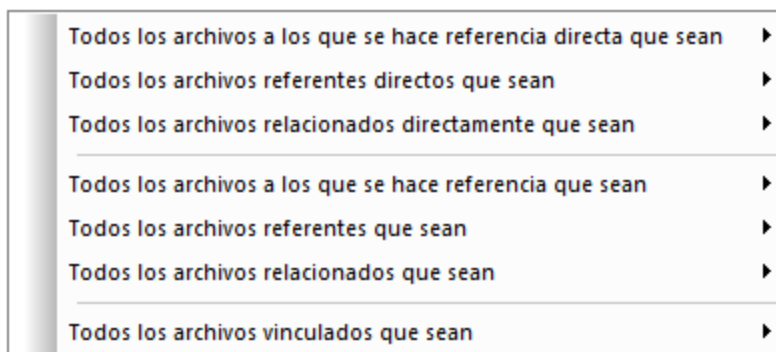 Todos los archivos a los que se hace referencia directa que sean
Todos los archivos referentes directos que sean
Todos los archivos relacionados directamente que sean
Todos los archivos a los que se hace referencia que sean
Todos los archivos referentes que sean
Todos los archivos relacionados que sean
Todos los archivos vinculados que sean